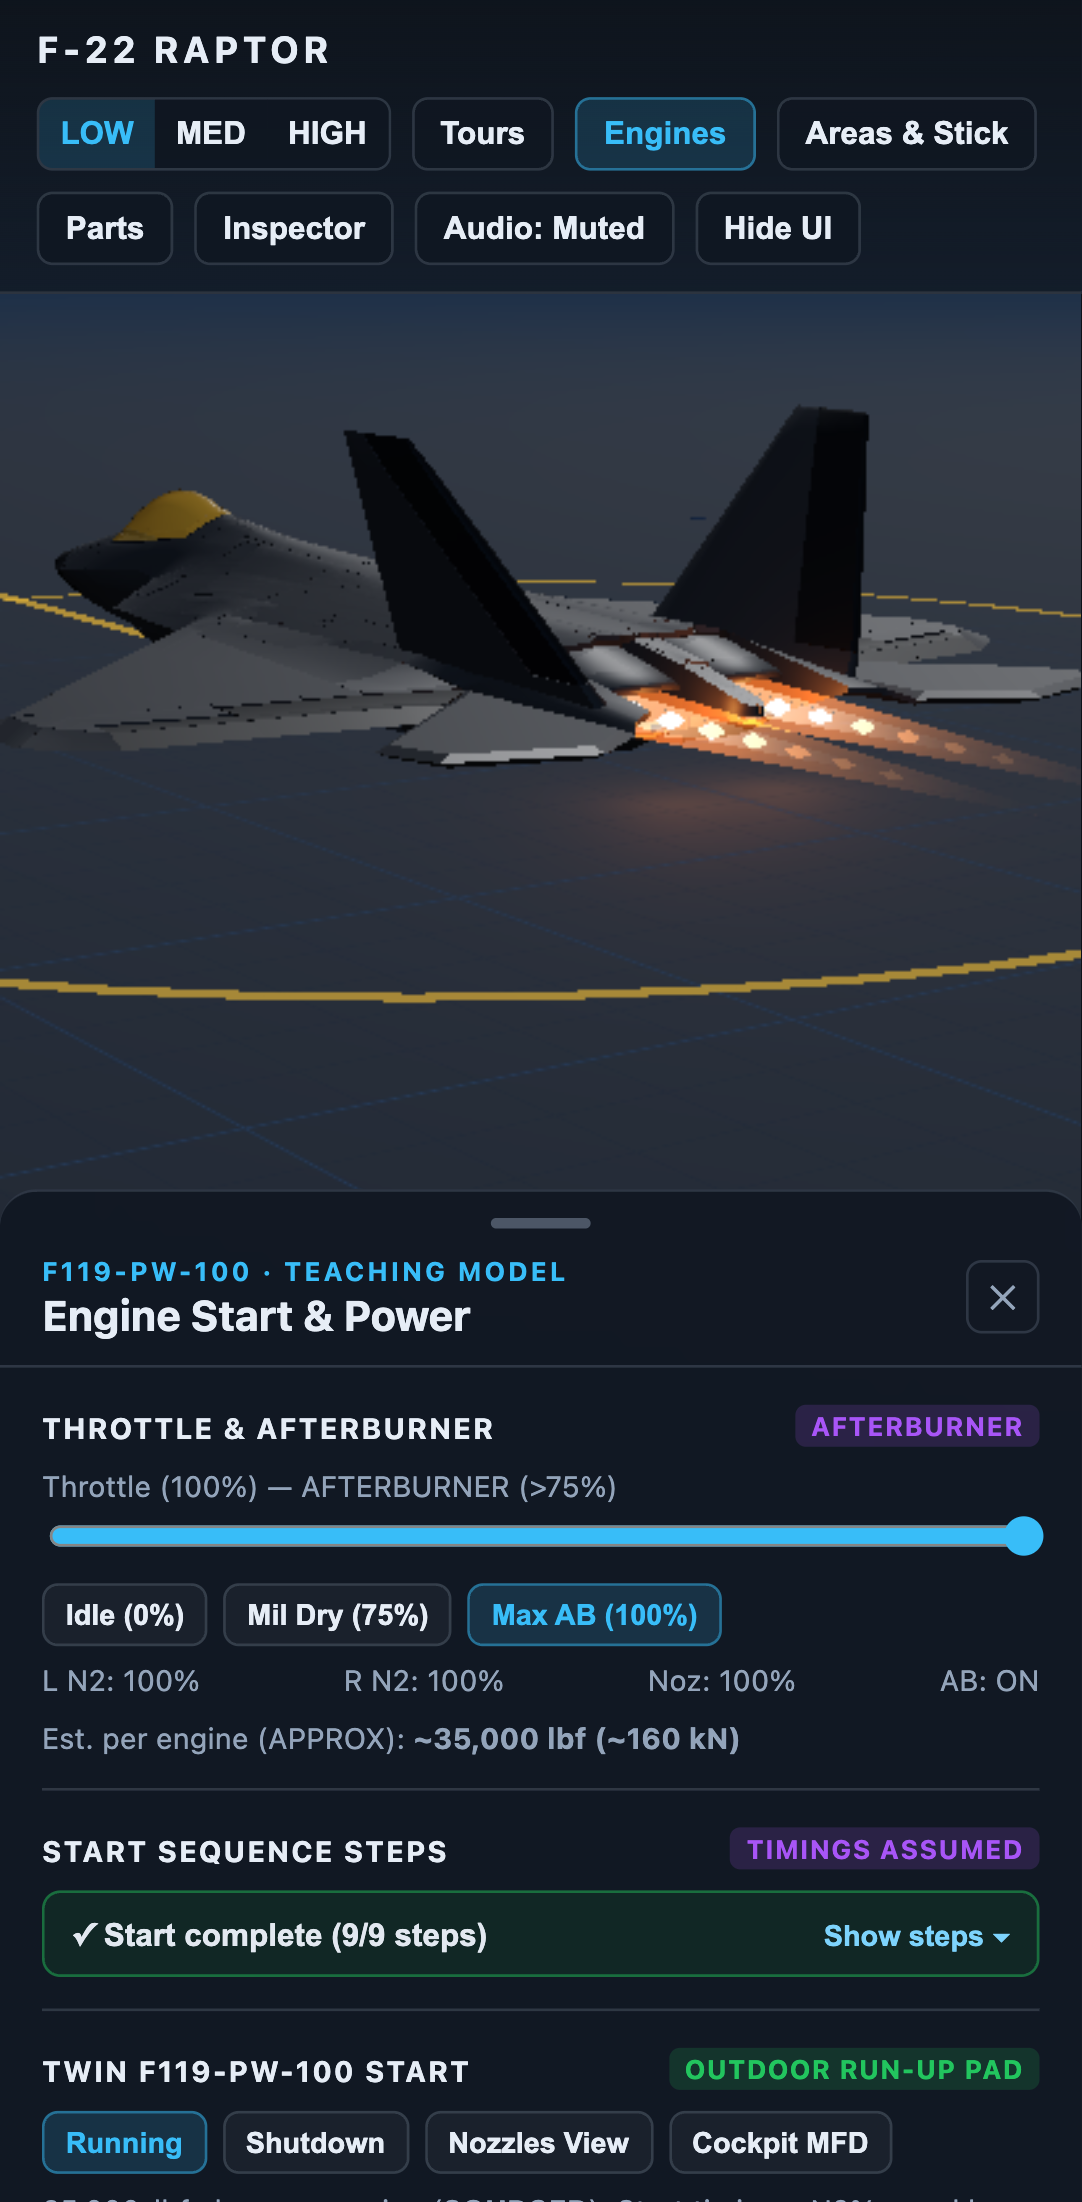 F-22 RAPTOR
LOW MED HIGH Tours Engines Areas & Stick
Parts Inspector Audio: Muted Hide UI
F119-PW-100 · TEACHING MODEL
Engine Start & Power
THROTTLE & AFTERBURNER AFTERBURNER
Throttle (100%) — AFTERBURNER (>75%)
Idle (0%) Mil Dry (75%) Max AB (100%)
L N2: 100% R N2: 100% Noz: 100% AB: ON
Est. per engine (APPROX): ~35,000 lbf (~160 kN)
START SEQUENCE STEPS TIMINGS ASSUMED
✓ Start complete (9/9 steps) Show steps
TWIN F119-PW-100 START OUTDOOR RUN-UP PAD
Running Shutdown Nozzles View Cockpit MFD